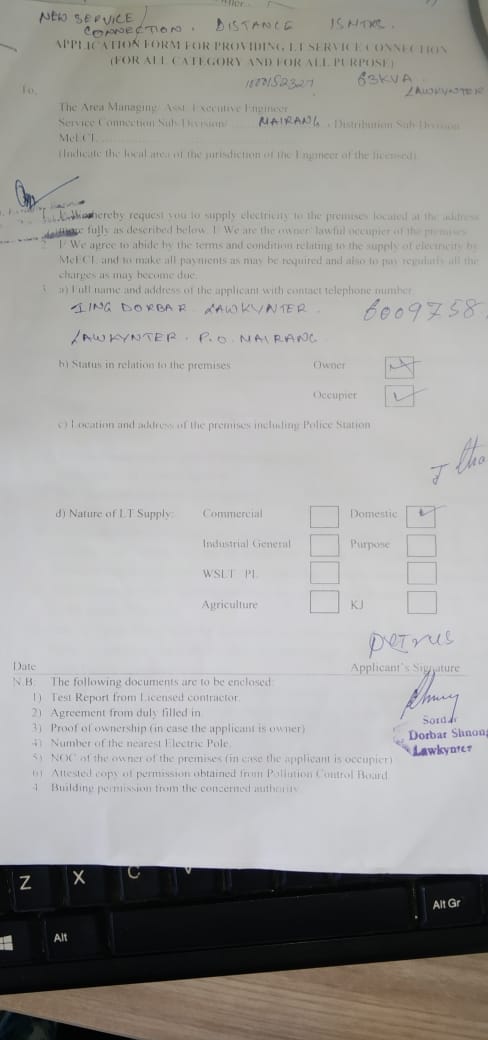 NEW SERVICE
CONNECTION. DISTANCE 15 NTRS.
APPLICATION FORM FOR PROVIDING LT SERVICE CONNECTION
(FOR ALL CATEGORY AND FOR ALL PURPOSE)
63KVA
LAWKYNTER
To,
The Area Managing/Asst. Executive Engineer
Service Connection Sub-Division/ MAIRANG, Distribution Sub Division
MeECL
(Indicate the local area of the jurisdiction of the Engineer of the licensed)
hereby request you to supply electricity to the premises located at the address
fully as described below. I/ We are the owner/lawful occupier of the premises
2. I/ We agree to abide by the terms and condition relating to the supply of electricity by
MeECL and to make all payments as may be required and also to pay regularly all the
charges as may become due.
3. a) Full name and address of the applicant with contact telephone number
IING DORBAR LAWKYNTER. 6009758
LAWKYNTER. P.O. MAIRANG
b) Status in relation to the premises Owner
Occupier
c) Location and address of the premises including Police Station
d) Nature of LT Supply: Commercial Domestic
Industrial General Purpose
WSLT PL
Agriculture KJ
petrus
Date Applicant's Signature
N.B: The following documents are to be enclosed:
1) Test Report from Licensed contractor.
2) Agreement from duly filled in.
3) Proof of ownership (in case the applicant is owner)
4) Number of the nearest Electric Pole.
5) NOC of the owner of the premises (in case the applicant is occupier)
6) Attested copy of permission obtained from Pollution Control Board
4. Building permission from the concerned authority.
Sordar
Dorbar Shnong
Lawkynter
Z X C V
Alt Gr
Alt